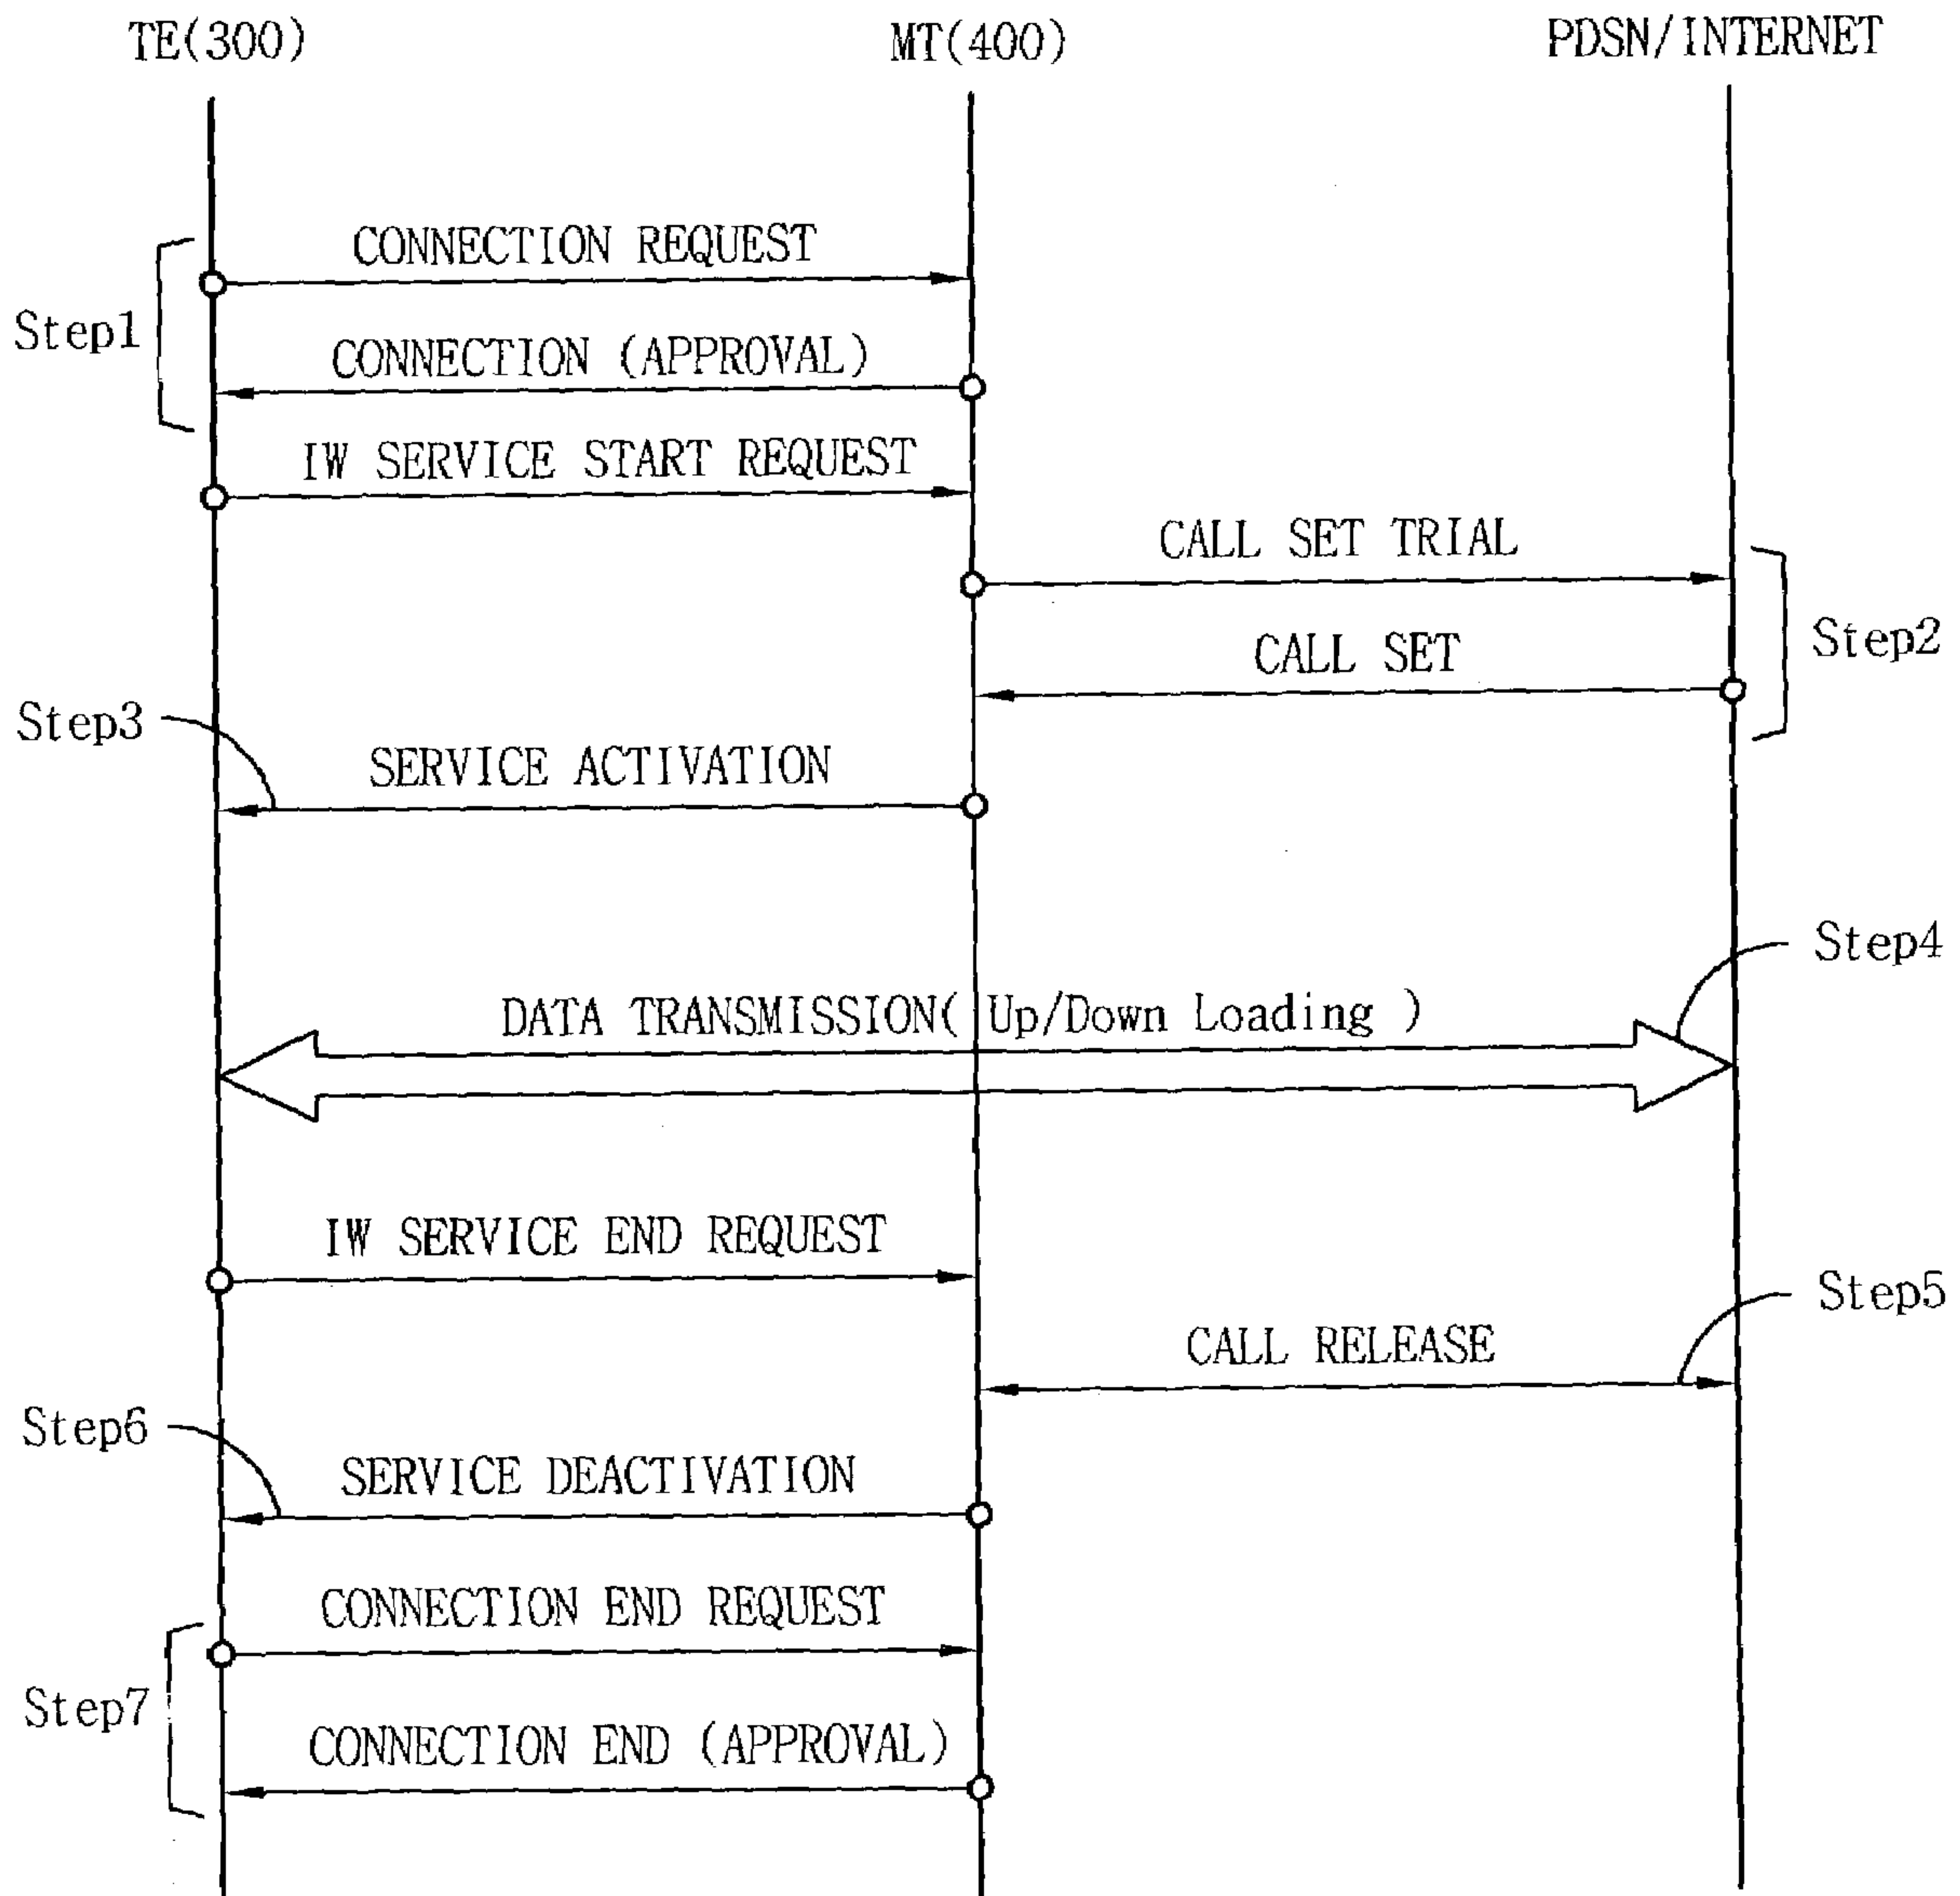 TE(300)
MT(400)
PDSN/INTERNET
CONNECTION REQUEST
Step1
CONNECTION (APPROVAL)
IW SERVICE START REQUEST
CALL SET TRIAL
Step2
CALL SET
Step3
SERVICE ACTIVATION
Step4
DATA TRANSMISSION( Up/Down Loading )
IW SERVICE END REQUEST
Step5
CALL RELEASE
Step6
SERVICE DEACTIVATION
CONNECTION END REQUEST
Step7
CONNECTION END (APPROVAL)